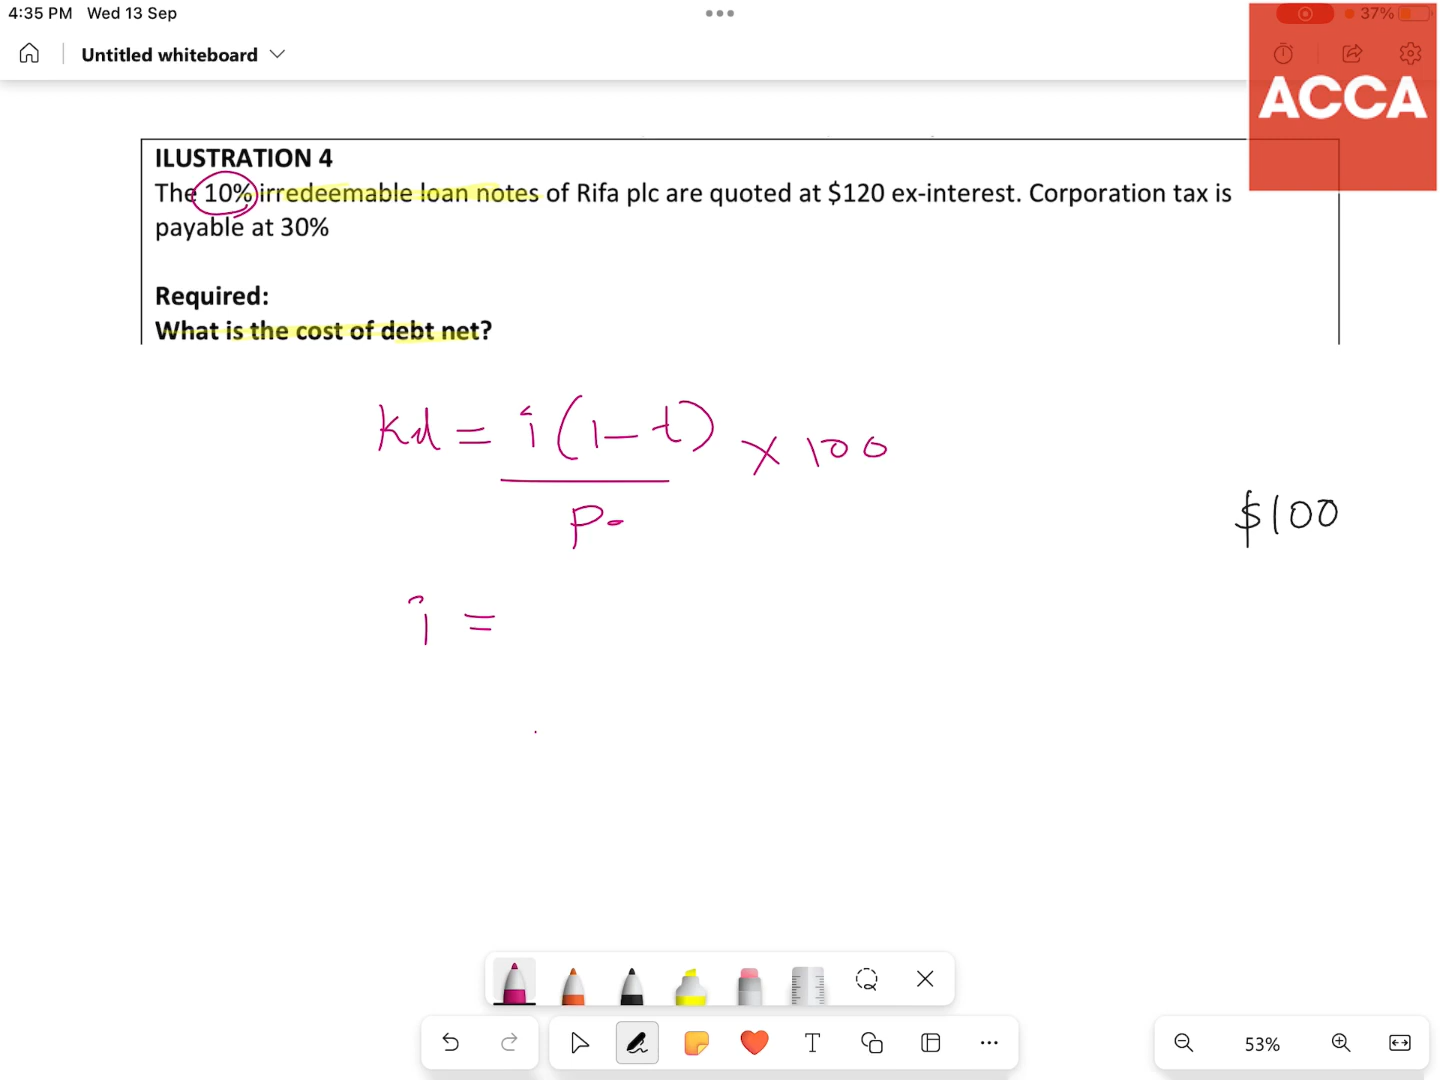 4:35 PM Wed 13 Sep
37%
Untitled whiteboard
ACCA
ILUSTRATION 4
The 10% irredeemable loan notes of Rifa plc are quoted at $120 ex-interest. Corporation tax is
payable at 30%
Required:
What is the cost of debt net?
kd = i(1-t) × 100
Po
$100
i =
T
53%